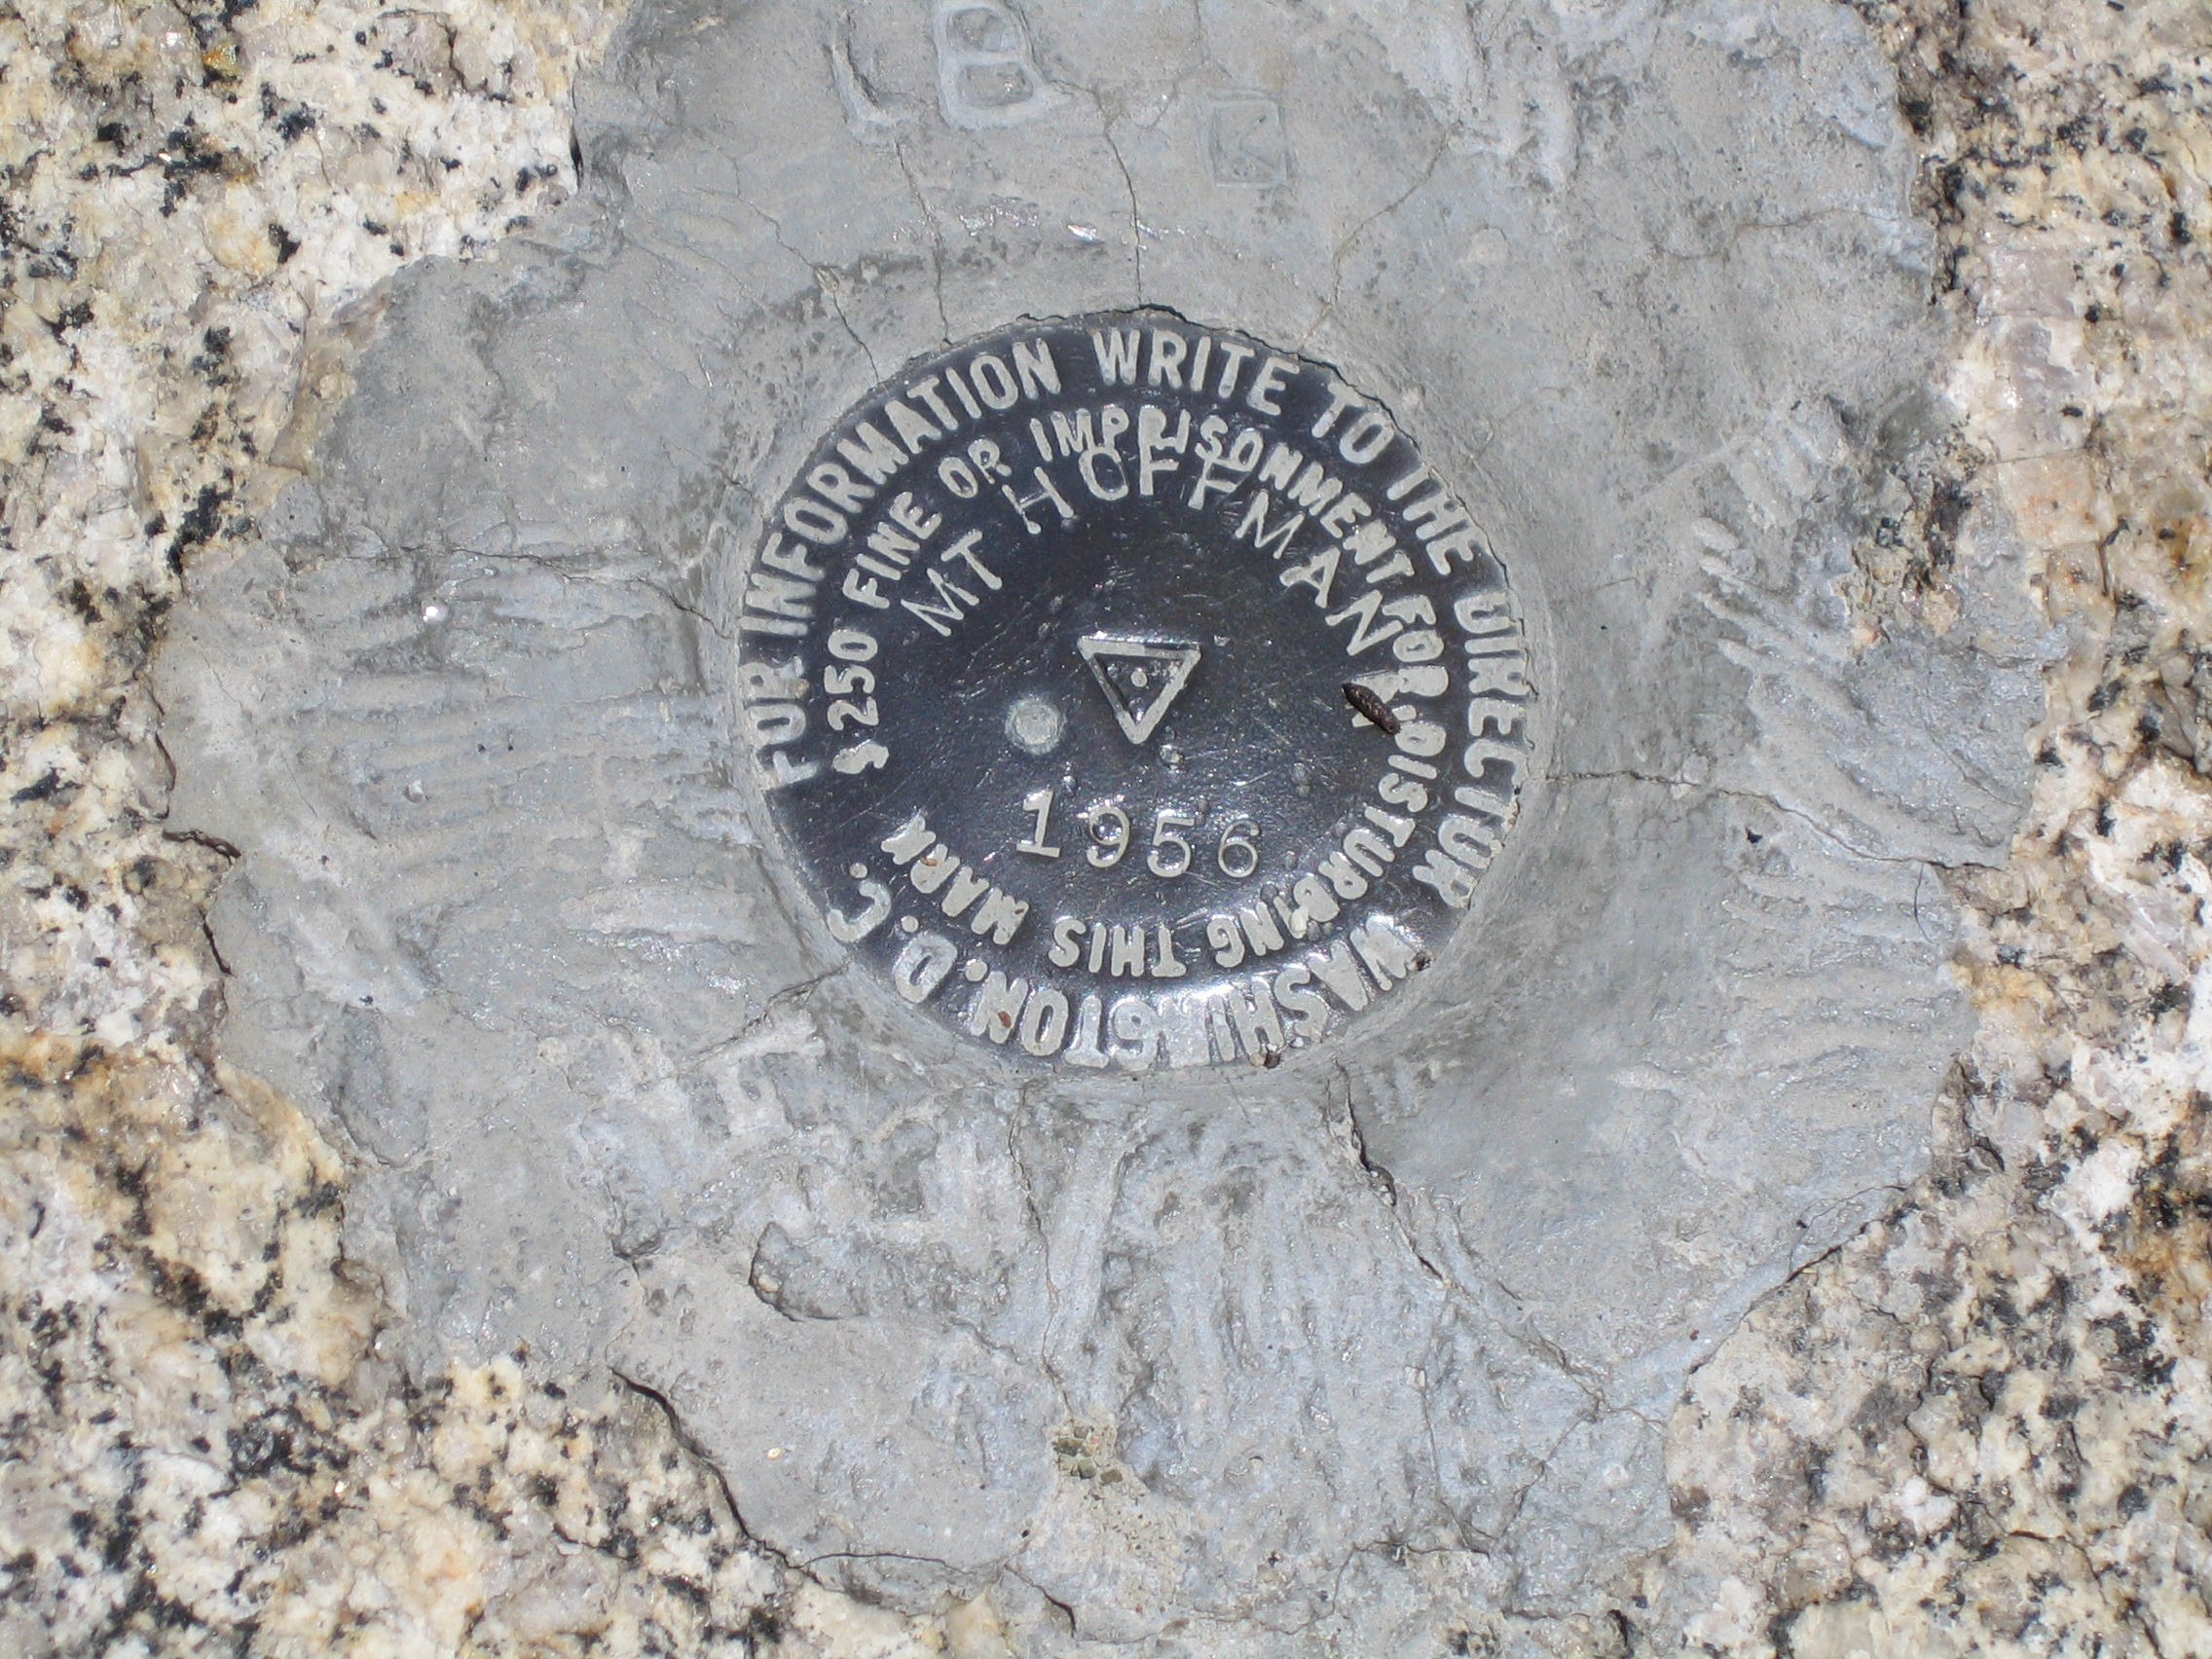 FOR INFORMATION WRITE TO THE DIRECTOR WASHINGTON. D. C.
$250 FINE OR IMPRISONMENT FOR DISTURBING THIS MARK
MT HOFFMAN
1956